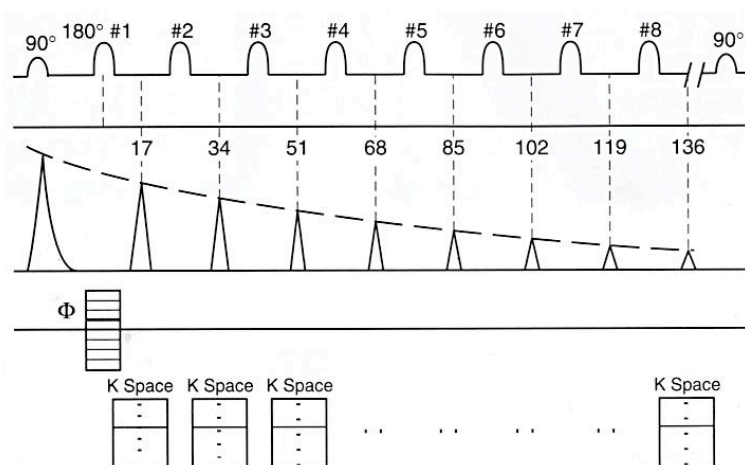 90° 180° #1 #2 #3 #4 #5 #6 #7 #8 90°
17 34 51 68 85 102 119 136
Φ
K Space K Space K Space K Space